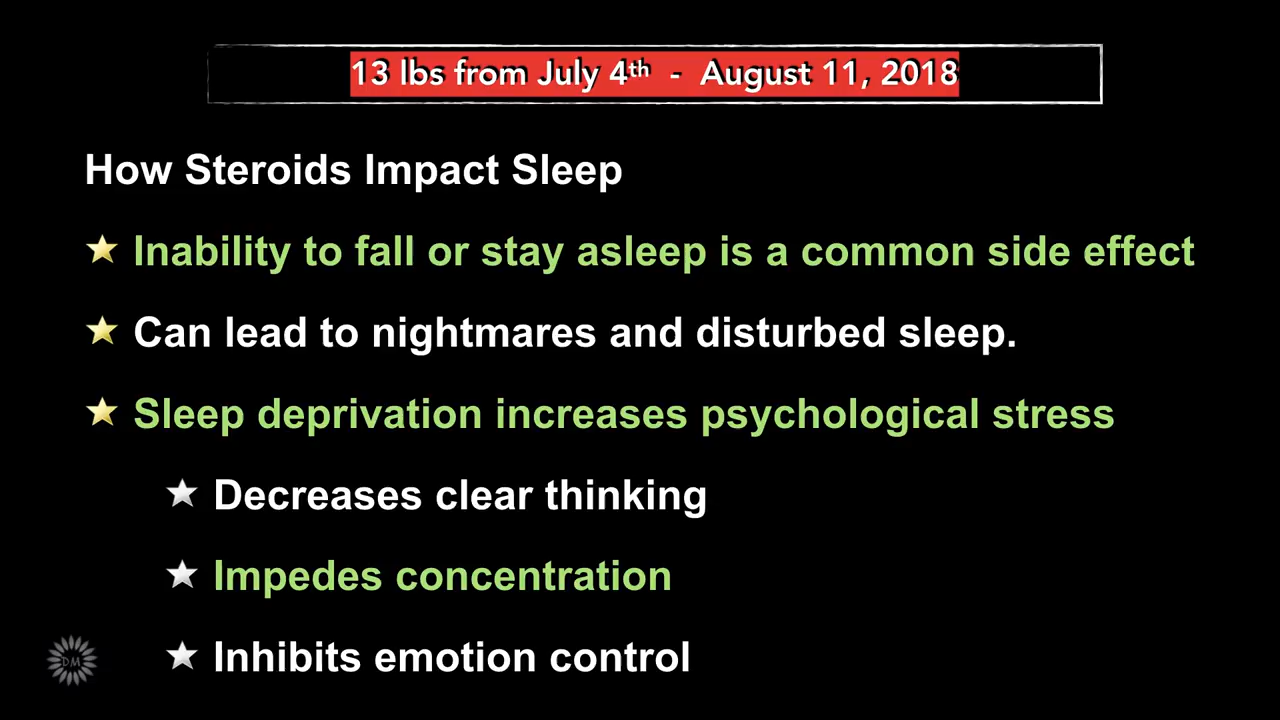 13 lbs from July 4th - August 11, 2018
How Steroids Impact Sleep
Inability to fall or stay asleep is a common side effect
Can lead to nightmares and disturbed sleep.
Sleep deprivation increases psychological stress
Decreases clear thinking
Impedes concentration
Inhibits emotion control
DM